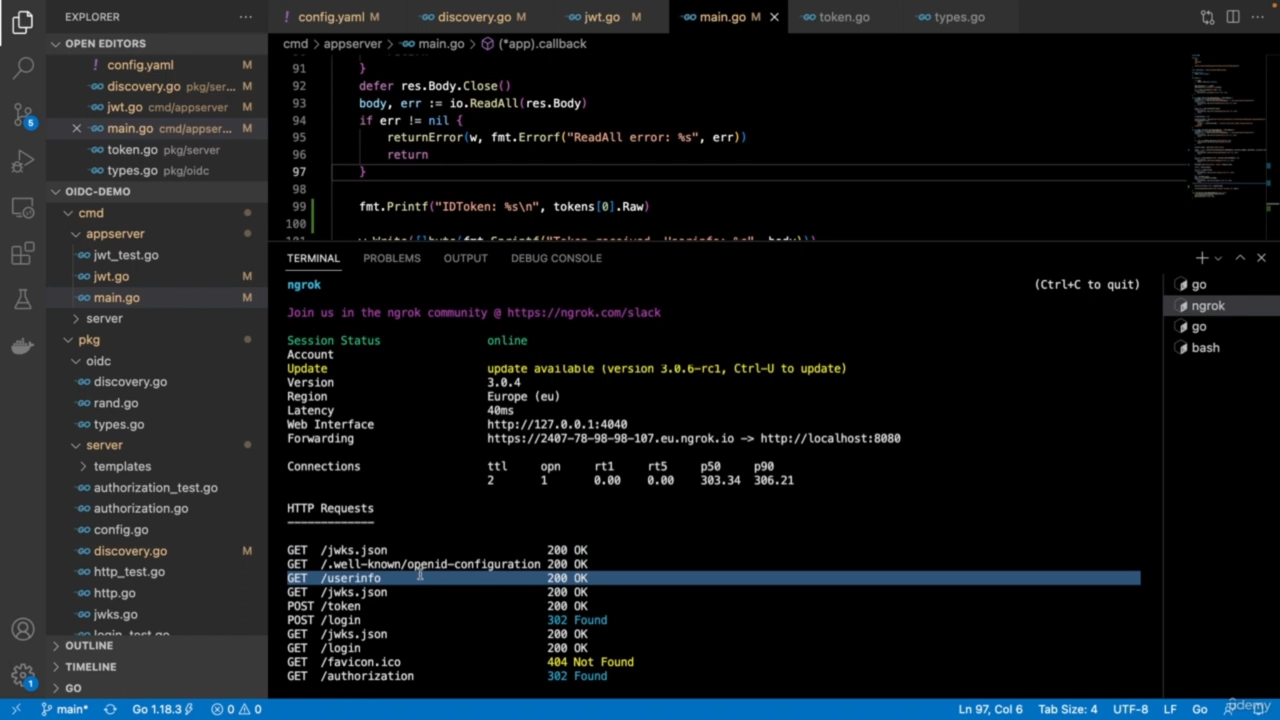 EXPLORER
OPEN EDITORS
config.yaml M
discovery.go pkg/ser... M
jwt.go cmd/appserver M
main.go cmd/appser... M
token.go pkg/server
types.go pkg/oidc
OIDC-DEMO
cmd
appserver
jwt_test.go
jwt.go M
main.go M
server
pkg
oidc
discovery.go
rand.go
types.go
server
templates
authorization_test.go
authorization.go
config.go
discovery.go M
http_test.go
http.go
jwks.go
login_test.go
OUTLINE
TIMELINE
GO
5
1
config.yaml M
discovery.go M
jwt.go M
main.go M
token.go
types.go
cmd > appserver > main.go > (*app).callback
91 }
92 defer res.Body.Close()
93 body, err := io.ReadAll(res.Body)
94 if err != nil {
95 returnError(w, fmt.Errorf("ReadAll error: %s", err))
96 return
97 }
98
99 fmt.Printf("IDToken: %s\n", tokens[0].Raw)
100
101 w.Write([]byte(fmt.Sprintf("Token received. Userinfo: %s", body)))
TERMINAL PROBLEMS OUTPUT DEBUG CONSOLE
ngrok (Ctrl+C to quit)
Join us in the ngrok community @ https://ngrok.com/slack
Session Status online
Account
Update update available (version 3.0.6-rc1, Ctrl-U to update)
Version 3.0.4
Region Europe (eu)
Latency 40ms
Web Interface http://127.0.0.1:4040
Forwarding https://2407-78-98-98-107.eu.ngrok.io -> http://localhost:8080
Connections ttl opn rt1 rt5 p50 p90
2 1 0.00 0.00 303.34 306.21
HTTP Requests
-------------
GET /jwks.json 200 OK
GET /.well-known/openid-configuration 200 OK
GET /userinfo 200 OK
GET /jwks.json 200 OK
POST /token 200 OK
POST /login 302 Found
GET /jwks.json 200 OK
GET /login 200 OK
GET /favicon.ico 404 Not Found
GET /authorization 302 Found
go
ngrok
go
bash
main* Go 1.18.3 0 0 Ln 97, Col 6 Tab Size: 4 UTF-8 LF Go
udemy